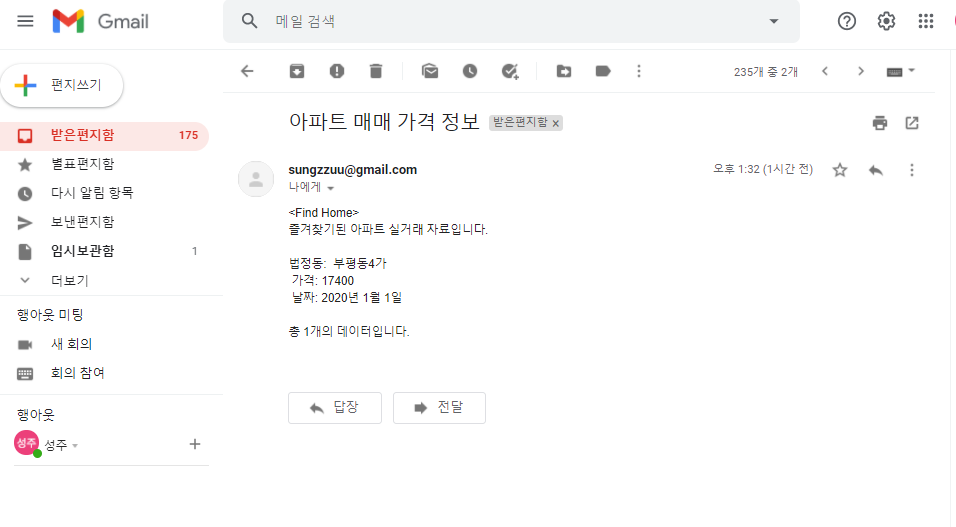 Gmail
메일 검색
편지쓰기
235개 중 2개
받은편지함 175
별표편지함
다시 알림 항목
보낸편지함
임시보관함 1
더보기
행아웃 미팅
새 회의
회의 참여
행아웃
성주 성주
아파트 매매 가격 정보 받은편지함 x
sungzzuu@gmail.com
오후 1:32 (1시간 전)
나에게
<Find Home>
즐겨찾기된 아파트 실거래 자료입니다.
법정동:  부평동4가
가격: 17400
날짜: 2020년 1월 1일
총 1개의 데이터입니다.
답장
전달